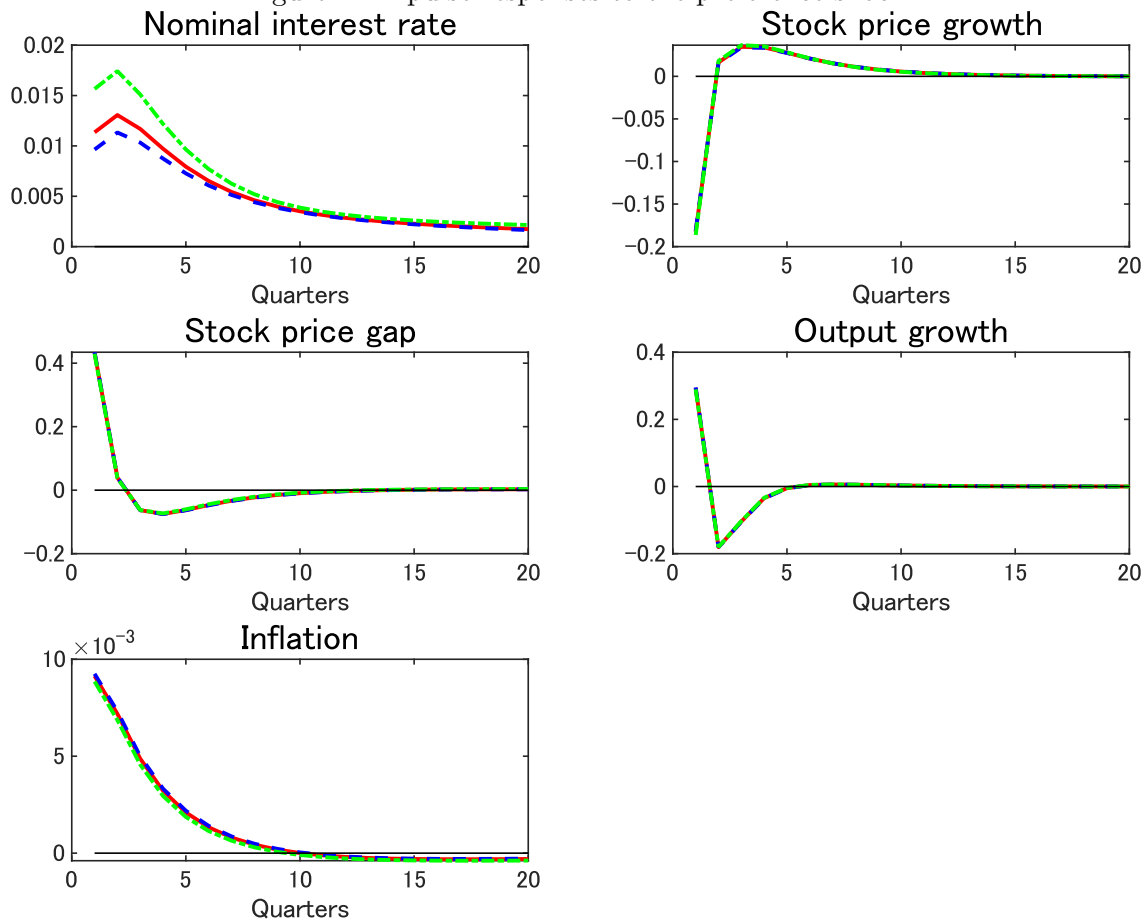 Nominal interest rate
0.02
0.015
0.01
0.005
0
0 5 10 15 20
Quarters
Stock price growth
0
−0.05
−0.1
−0.15
−0.2
0 5 10 15 20
Quarters
Stock price gap
0.4
0.2
0
−0.2
0 5 10 15 20
Quarters
Output growth
0.4
0.2
0
−0.2
0 5 10 15 20
Quarters
Inflation
×10⁻³
10
5
0
0 5 10 15 20
Quarters